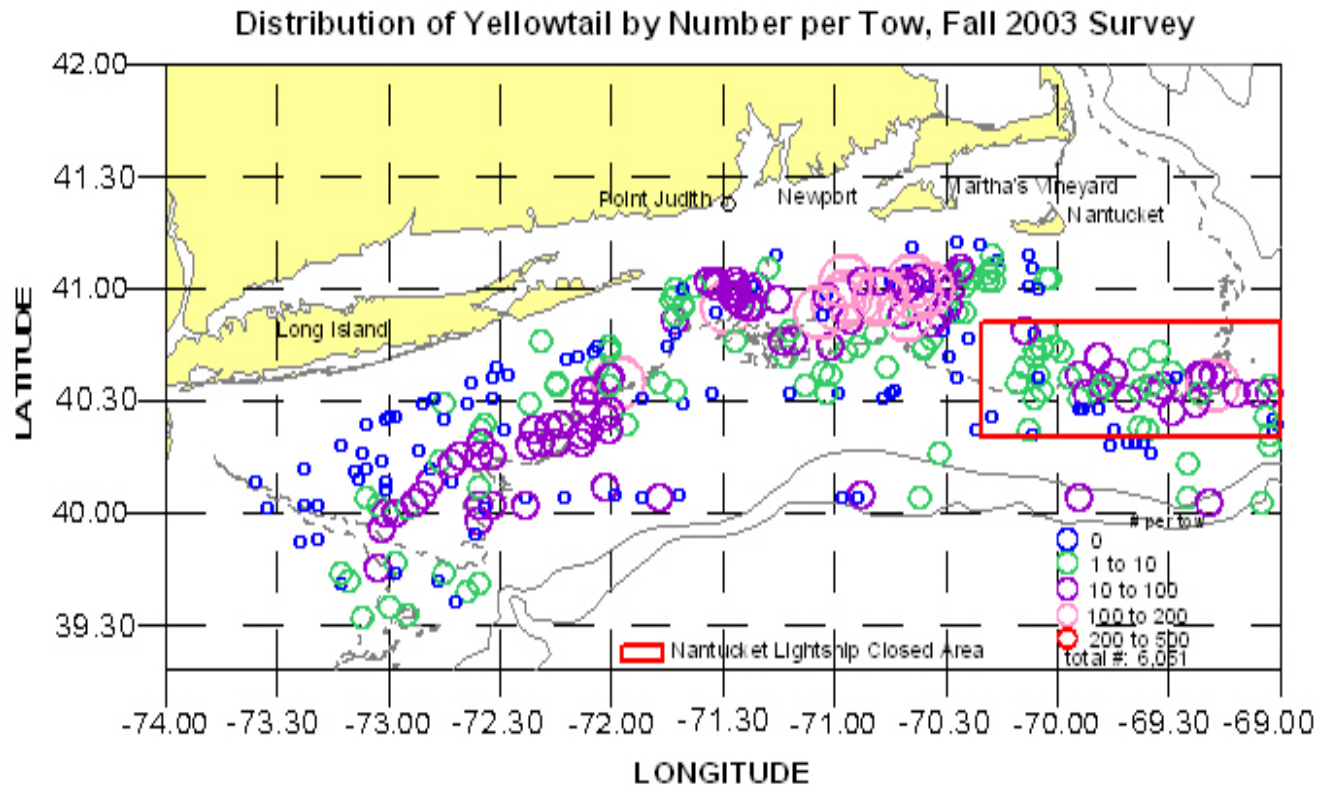 Distribution of Yellowtail by Number per Tow, Fall 2003 Survey
42.00
41.30
Point Judith
Newport
Martha's Vineyard
Nantucket
41.00
Long Island
LATITUDE
40.30
40.00
# per tow
0
1 to 10
10 to 100
100 to 200
200 to 500
total #: 6,051
39.30
Nantucket Lightship Closed Area
-74.00 -73.30 -73.00 -72.30 -72.00 -71.30 -71.00 -70.30 -70.00 -69.30 -69.00
LONGITUDE